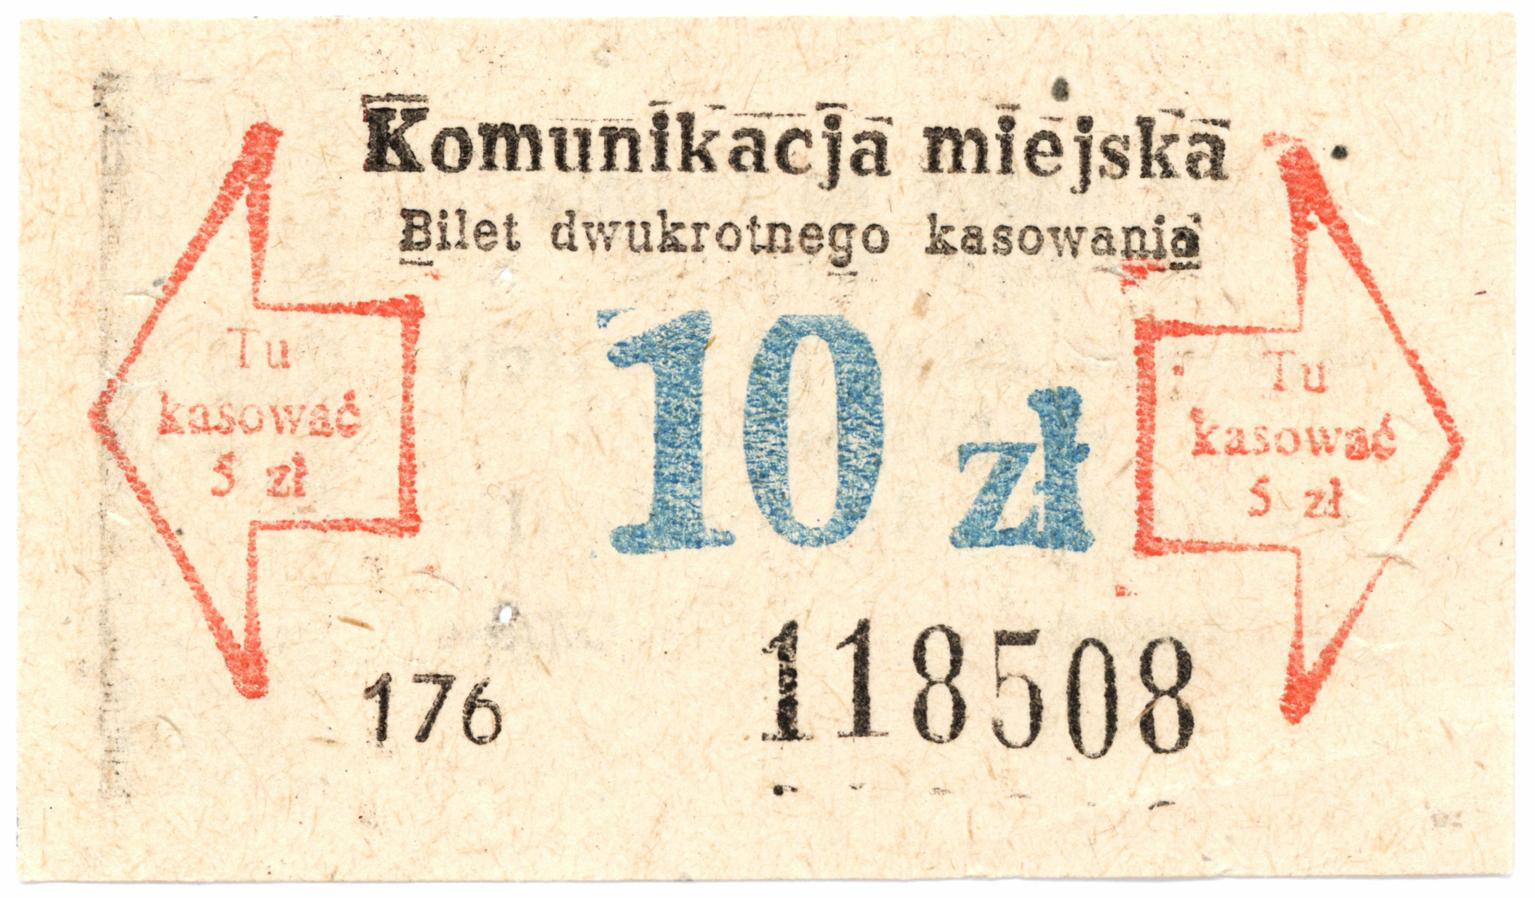 Komunikacja miejska
Bilet dwukrotnego kasowania
Tu
kasować
5 zł
10 zł
Tu
kasować
5 zł
176
118508